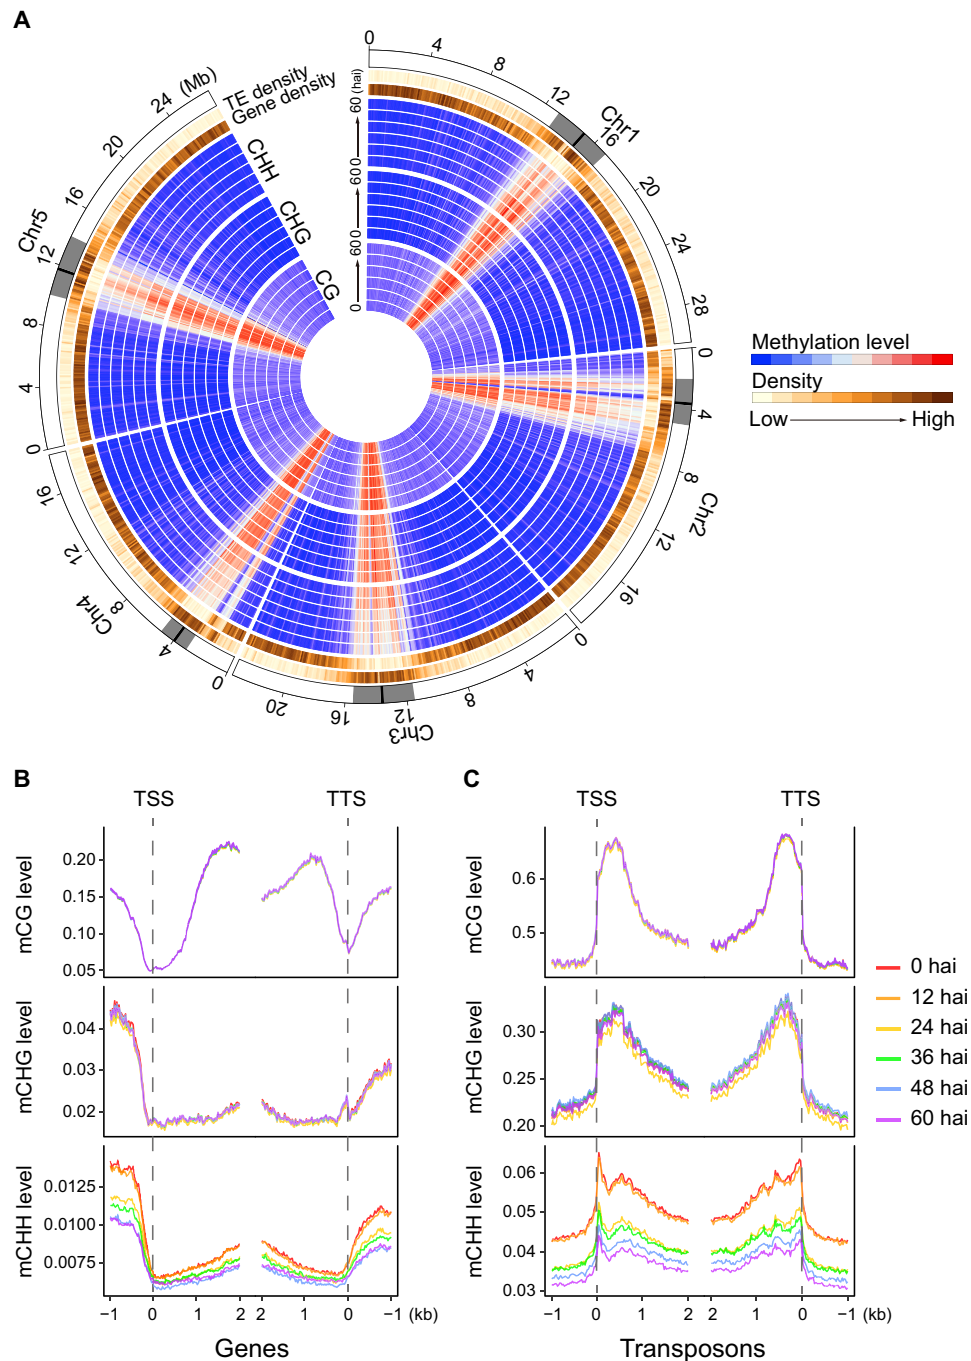 A
0
4
8
12
16
Chr1
20
24
28
0
4
8
Chr2
12
16
0
4
8
12
Chr3
16
20
0
4
8
Chr4
12
16
0
4
8
12
Chr5
16
20
24 (Mb)
TE density
Gene density
CHH
CHG
CG
60 (hai)
0
60
0
60
0
Methylation level
Density
Low
High
B
TSS
TTS
mCG level
0.20
0.15
0.10
0.05
mCHG level
0.04
0.03
0.02
mCHH level
0.0125
0.0100
0.0075
−1 0 1 2 2 1 0 −1 (kb)
Genes
C
TSS
TTS
mCG level
0.6
0.5
mCHG level
0.30
0.25
0.20
mCHH level
0.06
0.05
0.04
0.03
−1 0 1 2 2 1 0 −1 (kb)
Transposons
0 hai
12 hai
24 hai
36 hai
48 hai
60 hai